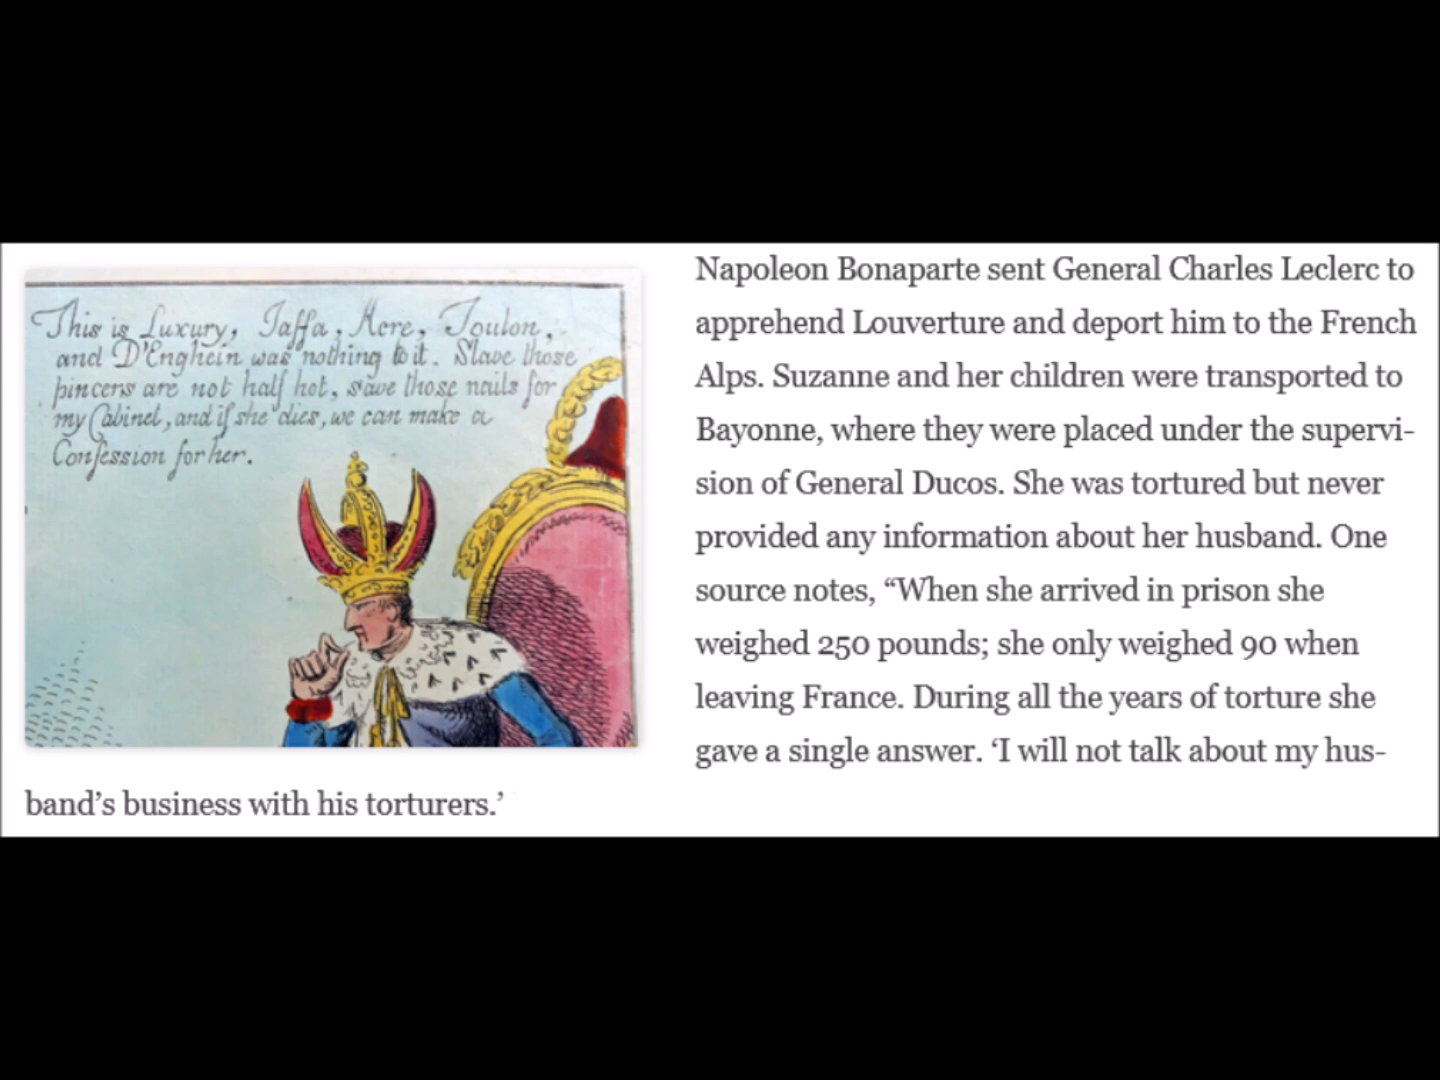 This is Luxury, Jaffa, Acre, Toulon,
and D'Enghein was nothing to it. Slave those
pincers are not half hot, save those nails for
my Cabinet, and if she dies, we can make a
Confession for her.
Napoleon Bonaparte sent General Charles Leclerc to
apprehend Louverture and deport him to the French
Alps. Suzanne and her children were transported to
Bayonne, where they were placed under the supervi-
sion of General Ducos. She was tortured but never
provided any information about her husband. One
source notes, “When she arrived in prison she
weighed 250 pounds; she only weighed 90 when
leaving France. During all the years of torture she
gave a single answer. ‘I will not talk about my hus-
band’s business with his torturers.’